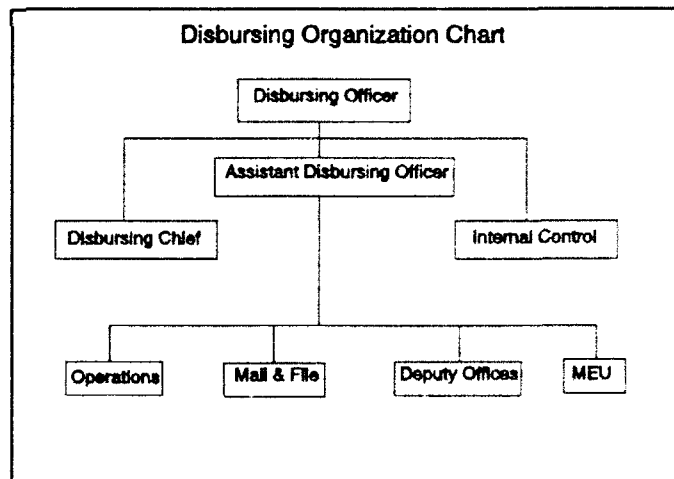 Disbursing Organization Chart
Disbursing Officer
Assistant Disbursing Officer
Disbursing Chief
Internal Control
Operations
Mail & File
Deputy Offices
MEU